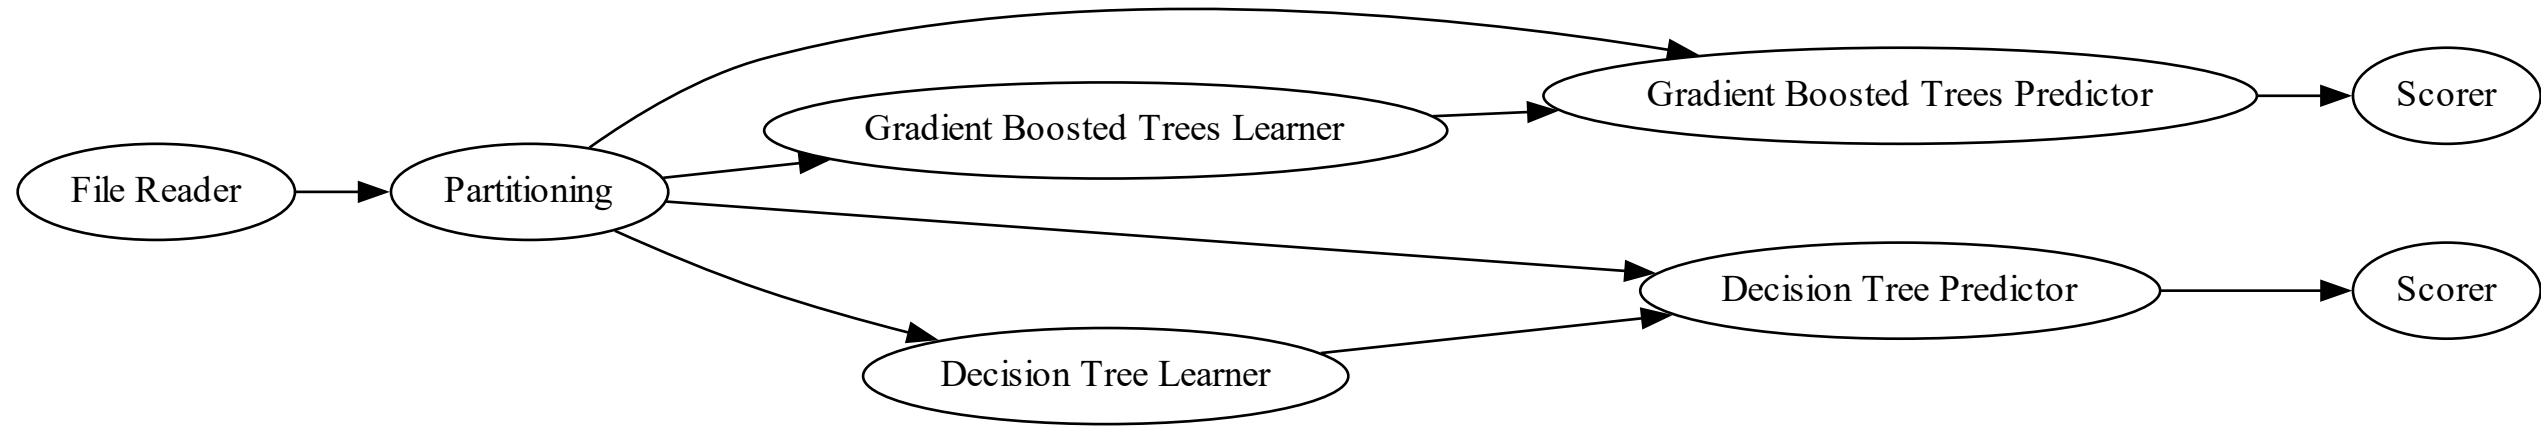 File Reader
Partitioning
Gradient Boosted Trees Learner
Gradient Boosted Trees Predictor
Scorer
Decision Tree Learner
Decision Tree Predictor
Scorer